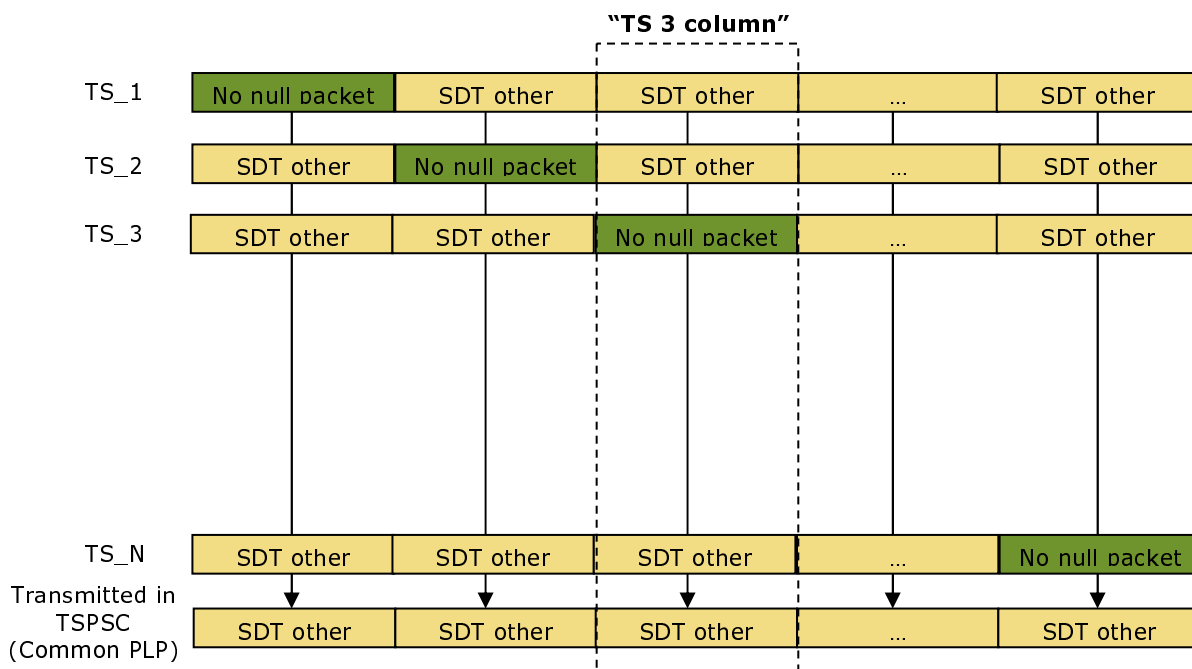 “TS 3 column”
TS_1 No null packet SDT other SDT other ... SDT other
TS_2 SDT other No null packet SDT other ... SDT other
TS_3 SDT other SDT other No null packet ... SDT other
TS_N SDT other SDT other SDT other ... No null packet
Transmitted in
TSPSC
(Common PLP)
SDT other SDT other SDT other ... SDT other